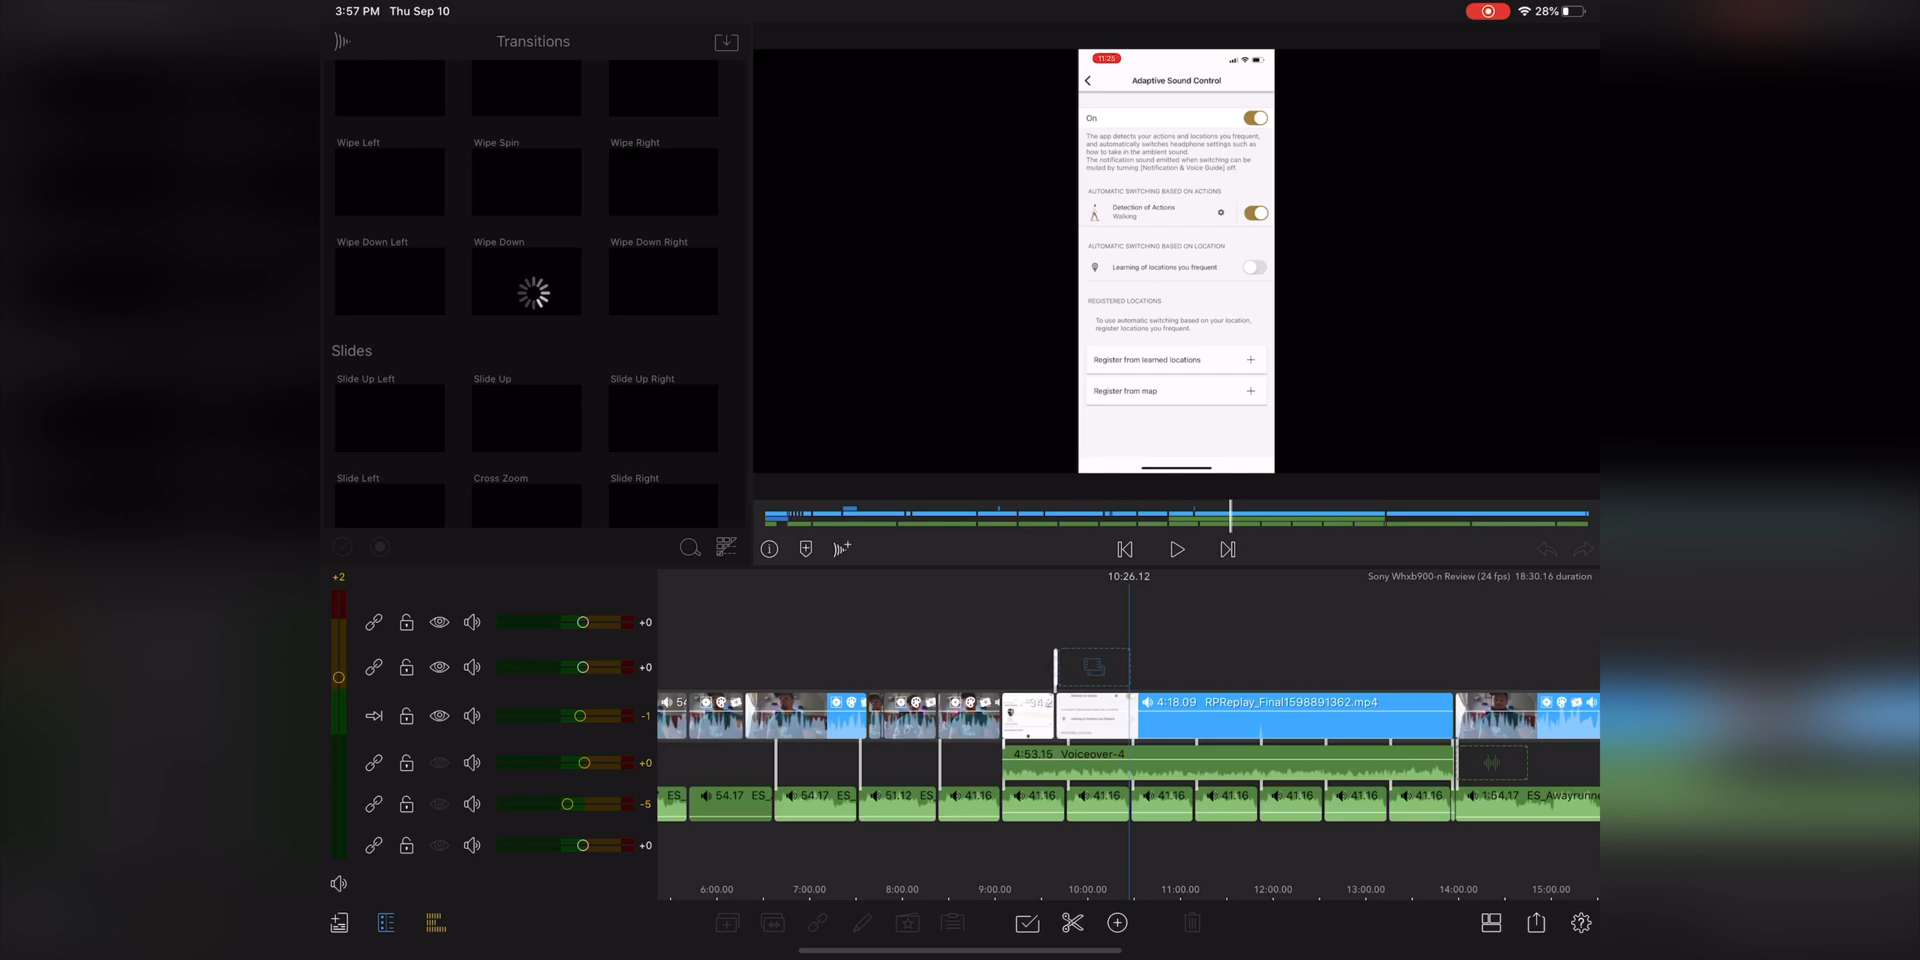 3:57 PM Thu Sep 10
28%
Transitions
Wipe Left Wipe Spin Wipe Right
Wipe Down Left Wipe Down Wipe Down Right
Slides
Slide Up Left Slide Up Slide Up Right
Slide Left Cross Zoom Slide Right
11:25
Adaptive Sound Control
On
The app detects your actions and locations you frequent,
and automatically switches headphone settings such as
how to take in the ambient sound.
The notification sound emitted when switching can be
muted by turning [Notification & Voice Guide] off.
AUTOMATIC SWITCHING BASED ON ACTIONS
Detection of Actions
Walking
AUTOMATIC SWITCHING BASED ON LOCATION
Learning of locations you frequent
REGISTERED LOCATIONS
To use automatic switching based on your location,
register locations you frequent.
Register from learned locations
Register from map
+2
10:26.12
Sony Whxb900-n Review (24 fps) 18:30.16 duration
+0
+0
-1
4:18.09 RPReplay_Final1598891362.mp4
+0
4:53.15 Voiceover-4
-5
ES_ 54.17 ES_ 54.17 ES_ 51.12 ES_ 41.16 41.16 41.16 41.16 41.16 41.16 41.16 41.16 1:54.17 ES_Awayrunne
+0
6:00.00 7:00.00 8:00.00 9:00.00 10:00.00 11:00.00 12:00.00 13:00.00 14:00.00 15:00.00